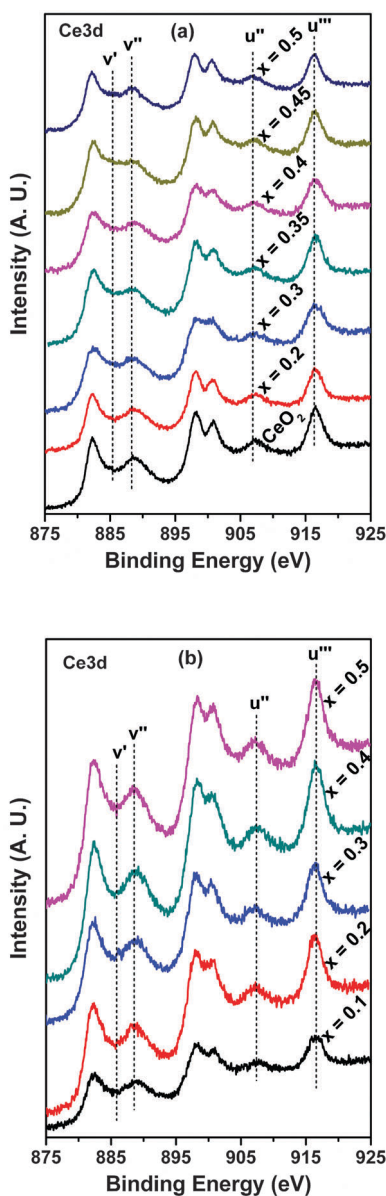 Ce3d
(a)
v' v'' u'' u'''
x = 0.5
x = 0.45
x = 0.4
x = 0.35
x = 0.3
x = 0.2
CeO2
Intensity (A. U.)
875 885 895 905 915 925
Binding Energy (eV)
Ce3d
(b)
v' v'' u'' u'''
x = 0.5
x = 0.4
x = 0.3
x = 0.2
x = 0.1
Intensity (A. U.)
875 885 895 905 915 925
Binding Energy (eV)